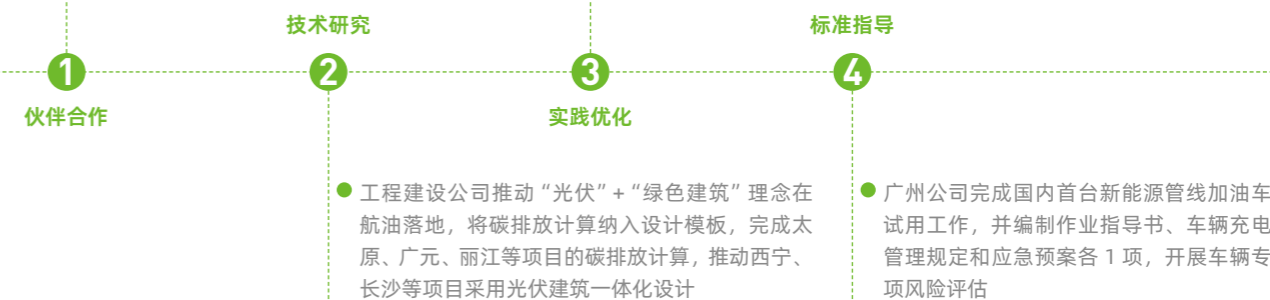 技术研究
标准指导
1
2
3
4
伙伴合作
实践优化
工程建设公司推动“光伏”+“绿色建筑”理念在
航油落地，将碳排放计算纳入设计模板，完成太
原、广元、丽江等项目的碳排放计算，推动西宁、
长沙等项目采用光伏建筑一体化设计
广州公司完成国内首台新能源管线加油车
试用工作，并编制作业指导书、车辆充电
管理规定和应急预案各 1 项，开展车辆专
项风险评估